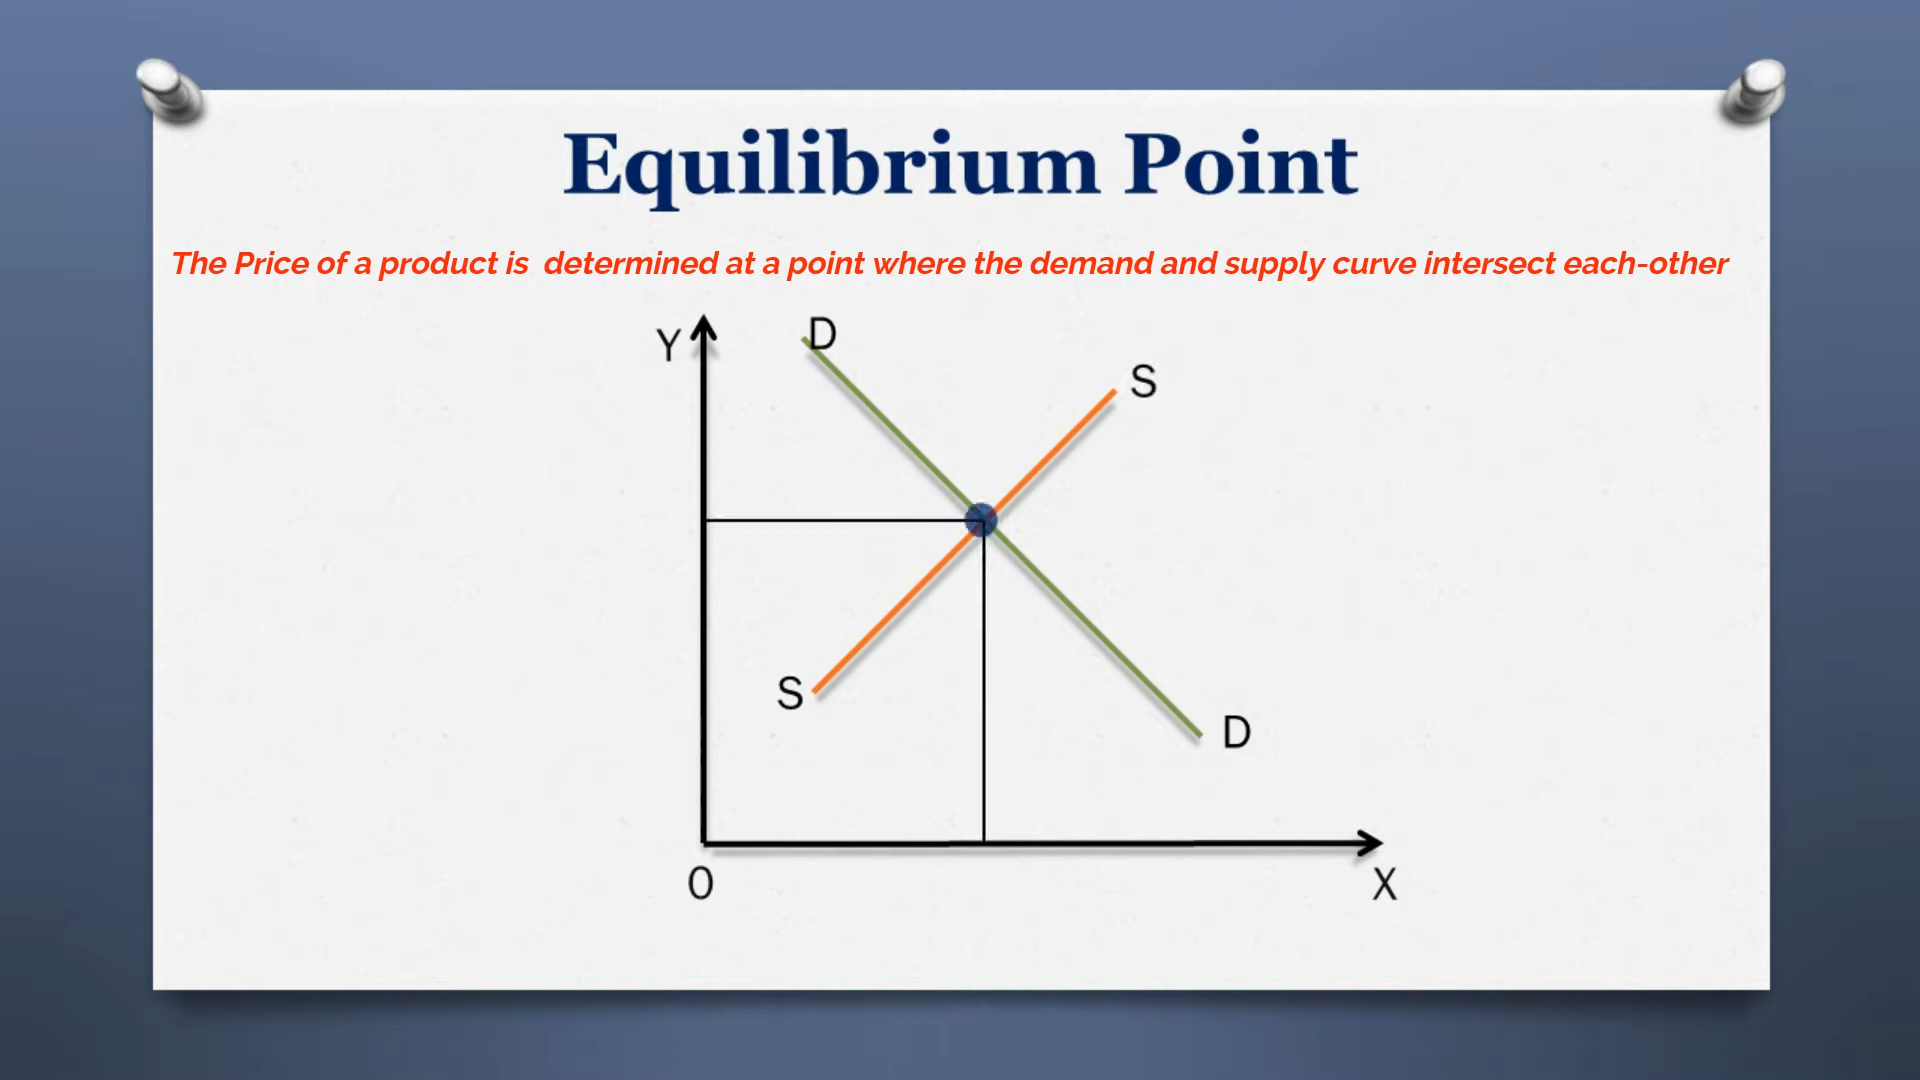 Equilibrium Point
The Price of a product is determined at a point where the demand and supply curve intersect each-other
Y
D
S
S
D
O
X